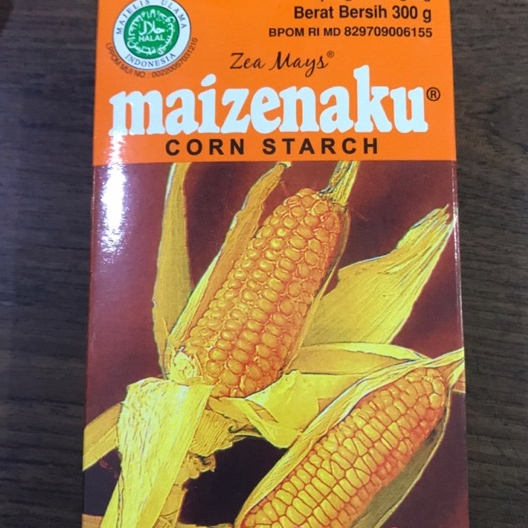 Berat Bersih 300 g
BPOM RI MD 829709006155
MAJELIS ULAMA
HALAL
INDONESIA
Zea Mays®
maizenaku®
CORN STARCH